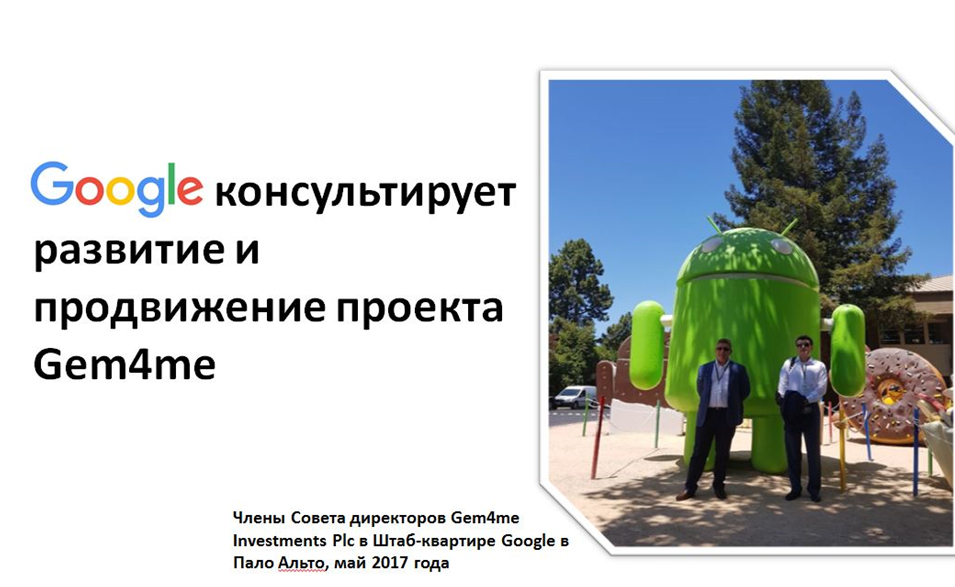 Google консультирует
развитие и
продвижение проекта
Gem4me
Члены Совета директоров Gem4me
Investments Plc в Штаб-квартире Google в
Пало Альто, май 2017 года